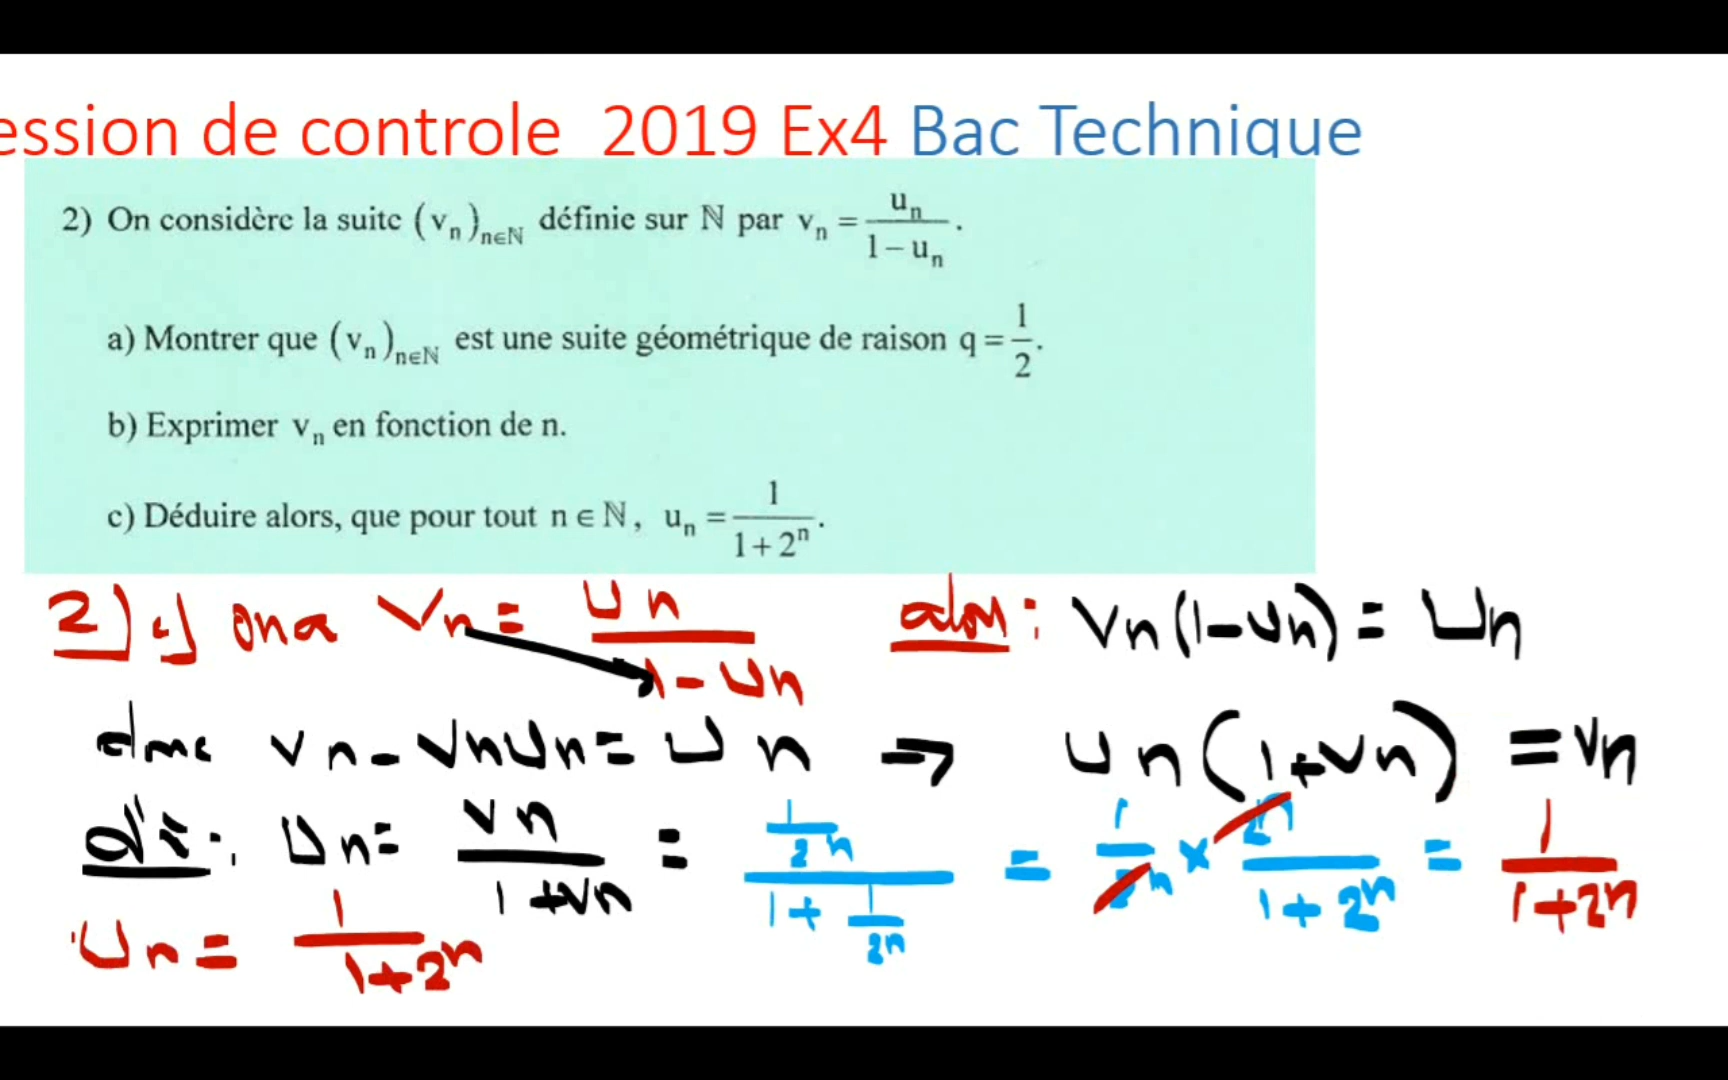 ession de controle 2019 Ex4 Bac Technique
2) On considère la suite (vₙ)ₙ∈ℕ définie sur ℕ par vₙ = uₙ / (1 − uₙ).
a) Montrer que (vₙ)ₙ∈ℕ est une suite géométrique de raison q = 1/2.
b) Exprimer vₙ en fonction de n.
c) Déduire alors, que pour tout n ∈ ℕ, uₙ = 1 / (1 + 2ⁿ).
2) c) on a Vn = Un / (1 - Un) alors : Vn(1 - Un) = Un
donc Vn - VnUn = Un ⇒ Un(1 + Vn) = Vn
d'où : Un = Vn / (1 + Vn) = (1/2ⁿ) / (1 + 1/2ⁿ) = 1/2ⁿ × 2ⁿ/(1 + 2ⁿ) = 1/(1 + 2ⁿ)
Un = 1/(1 + 2ⁿ)